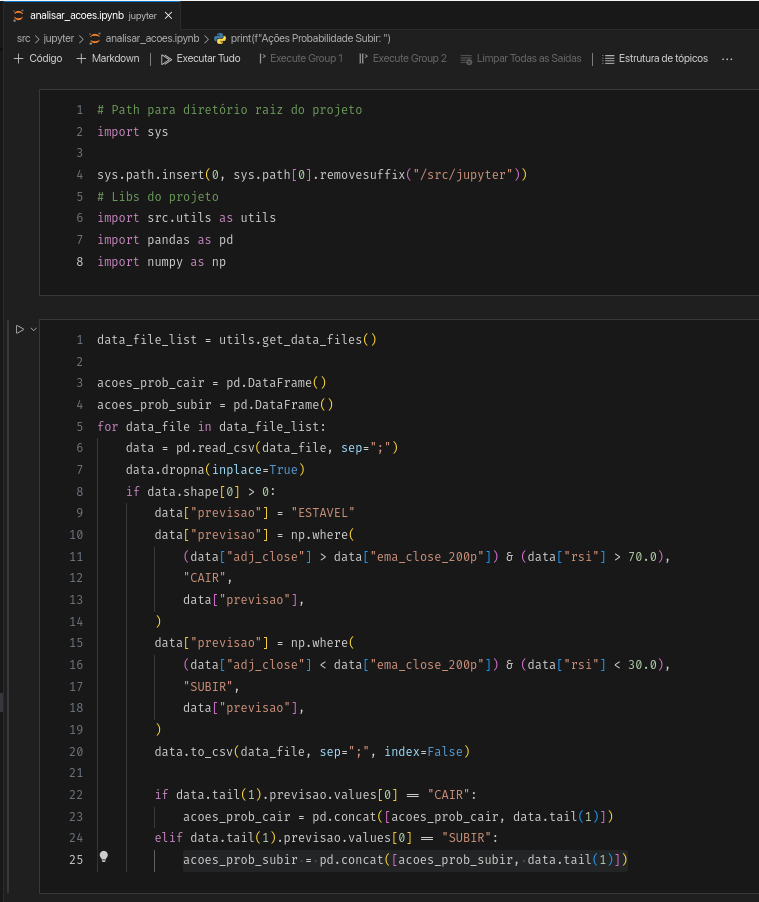 analisar_acoes.ipynb jupyter ×
src > jupyter > analisar_acoes.ipynb > print(f"Ações Probabilidade Subir: ")
+ Código + Markdown | Executar Tudo Execute Group 1 Execute Group 2 Limpar Todas as Saídas | Estrutura de tópicos ...
1 # Path para diretório raiz do projeto
2 import sys
3
4 sys.path.insert(0, sys.path[0].removesuffix("/src/jupyter"))
5 # Libs do projeto
6 import src.utils as utils
7 import pandas as pd
8 import numpy as np
1 data_file_list = utils.get_data_files()
2
3 acoes_prob_cair = pd.DataFrame()
4 acoes_prob_subir = pd.DataFrame()
5 for data_file in data_file_list:
6     data = pd.read_csv(data_file, sep=";")
7     data.dropna(inplace=True)
8     if data.shape[0] > 0:
9         data["previsao"] = "ESTAVEL"
10         data["previsao"] = np.where(
11             (data["adj_close"] > data["ema_close_200p"]) & (data["rsi"] > 70.0),
12             "CAIR",
13             data["previsao"],
14         )
15         data["previsao"] = np.where(
16             (data["adj_close"] < data["ema_close_200p"]) & (data["rsi"] < 30.0),
17             "SUBIR",
18             data["previsao"],
19         )
20         data.to_csv(data_file, sep=";", index=False)
21
22         if data.tail(1).previsao.values[0] == "CAIR":
23             acoes_prob_cair = pd.concat([acoes_prob_cair, data.tail(1)])
24         elif data.tail(1).previsao.values[0] == "SUBIR":
25             acoes_prob_subir = pd.concat([acoes_prob_subir, data.tail(1)])